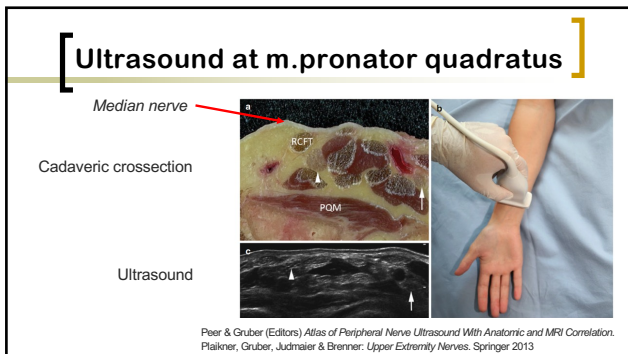 Ultrasound at m.pronator quadratus
Median nerve
a
b
RCFT
Cadaveric crossection
PQM
c
Ultrasound
Peer & Gruber (Editors) Atlas of Peripheral Nerve Ultrasound With Anatomic and MRI Correlation.
Plaikner, Gruber, Judmaier & Brenner: Upper Extremity Nerves. Springer 2013